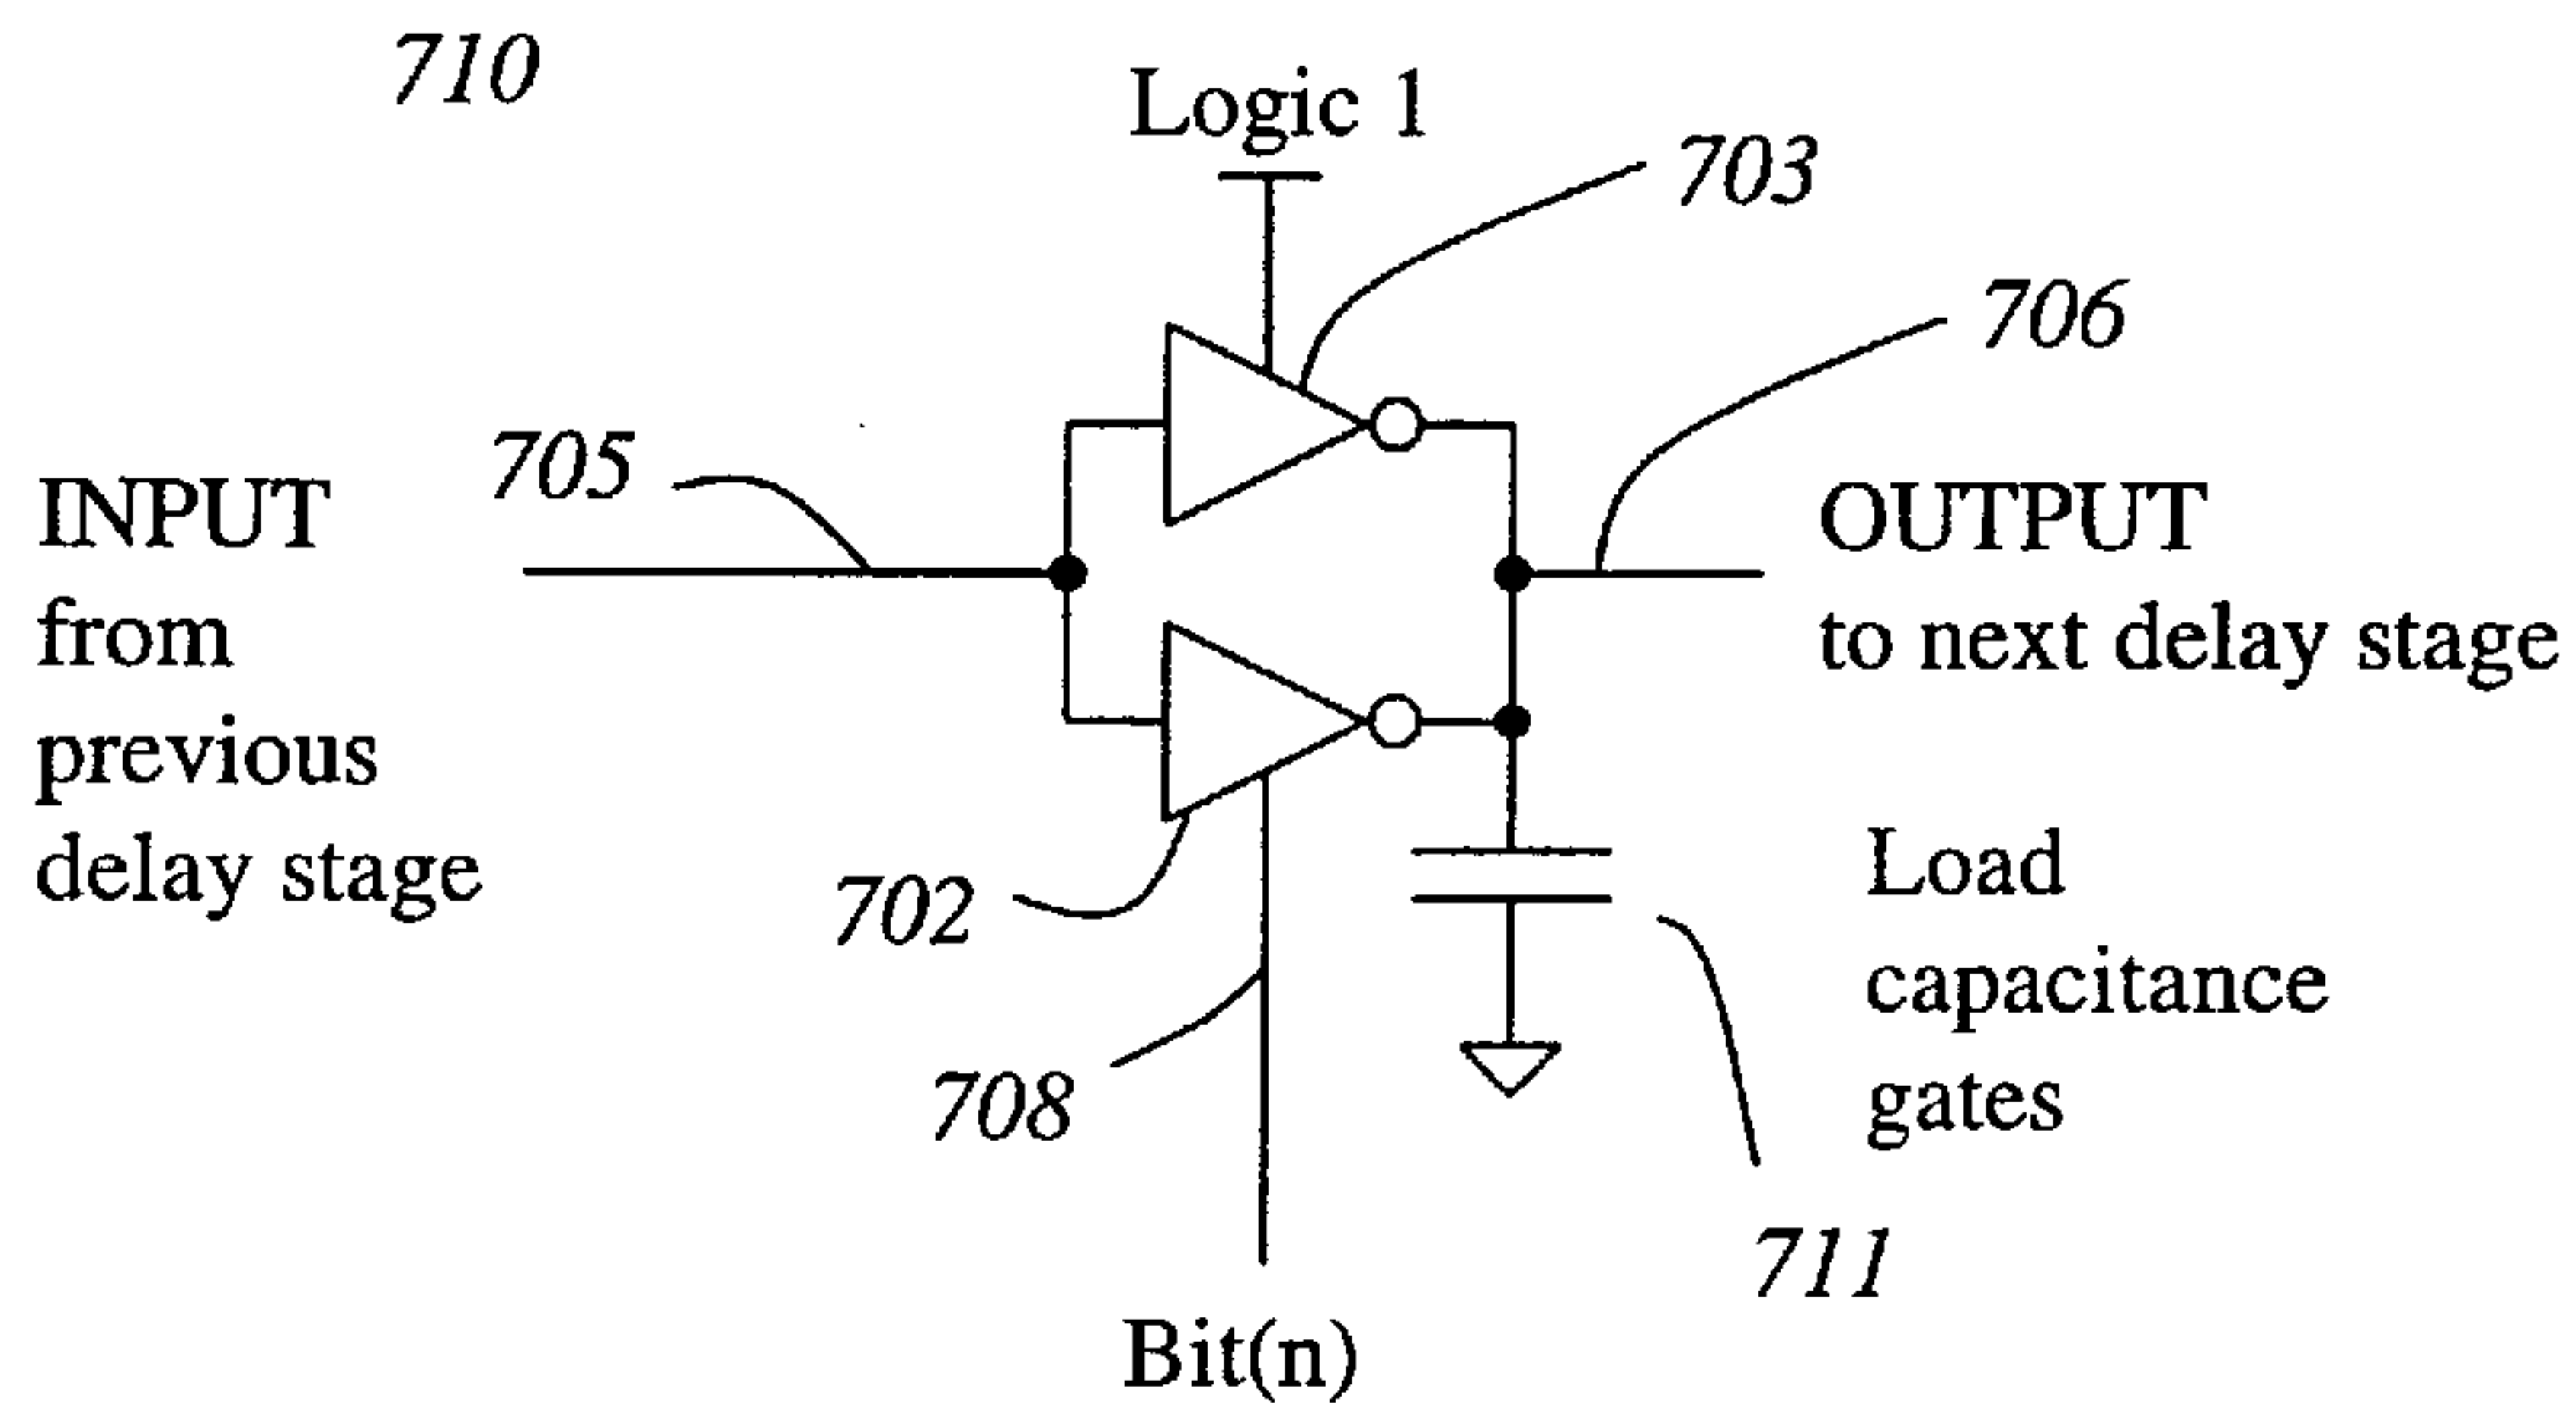 710
Logic 1
703
706
705
INPUT
from
previous
delay stage
OUTPUT
to next delay stage
702
Load
capacitance
gates
708
711
Bit(n)